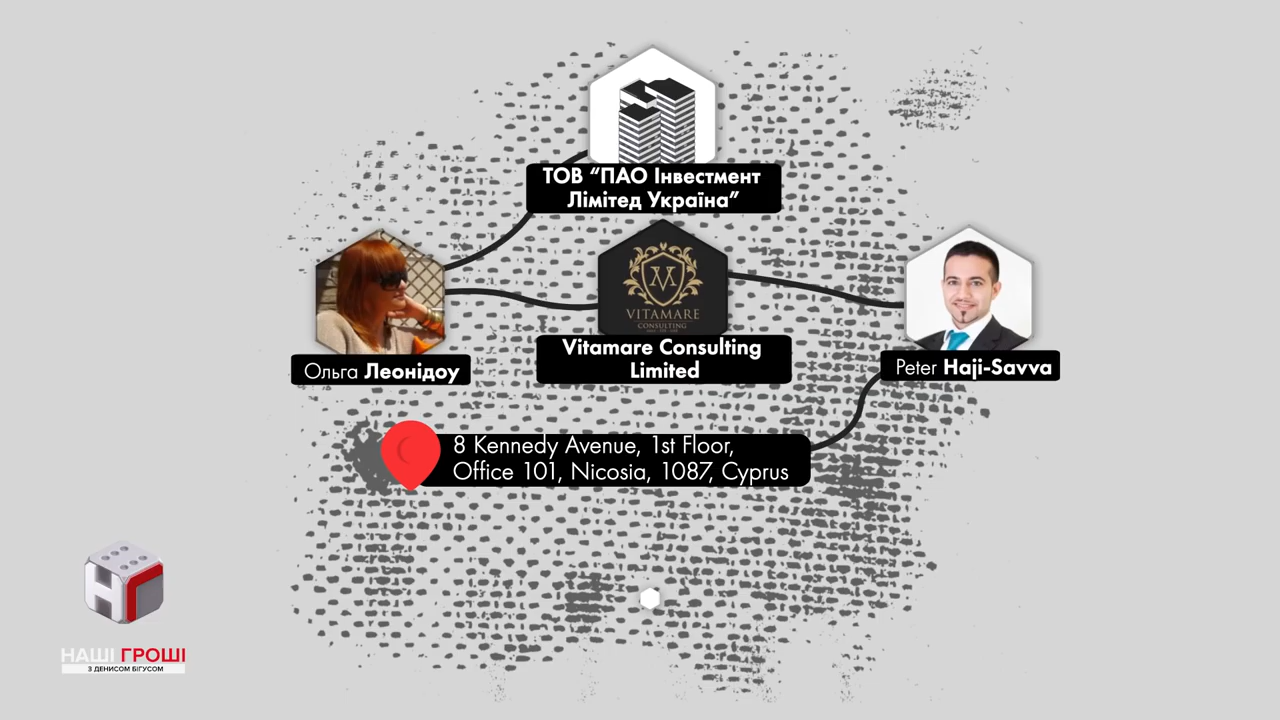 ТОВ “ПАО Інвестмент
Лімітед Україна”
VITAMARE
CONSULTING
Vitamare Consulting
Limited
Ольга Леонідоу
Peter Haji-Savva
8 Kennedy Avenue, 1st Floor,
Office 101, Nicosia, 1087, Cyprus
НАШІ ГРОШІ
З ДЕНИСОМ БІГУСОМ